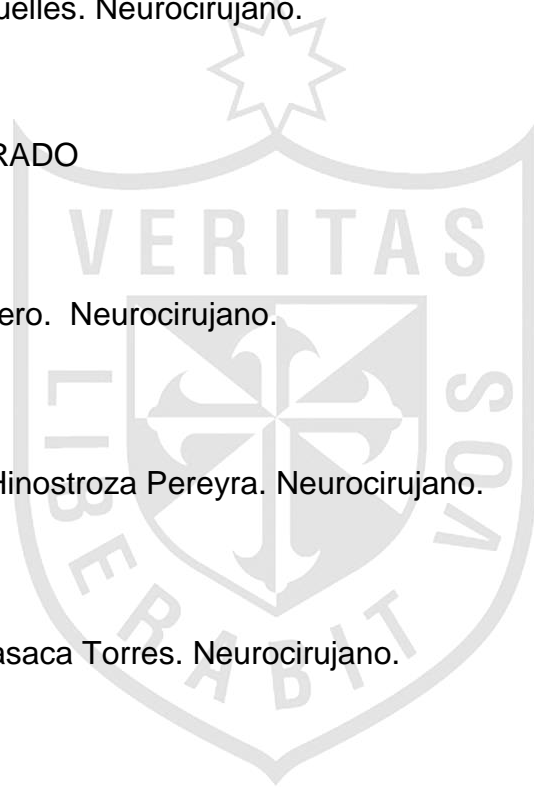 uelles. Neurocirujano.
RADO
VERITAS
ero. Neurocirujano.
LIBERABIT VOS
Hinostroza Pereyra. Neurocirujano.
asaca Torres. Neurocirujano.